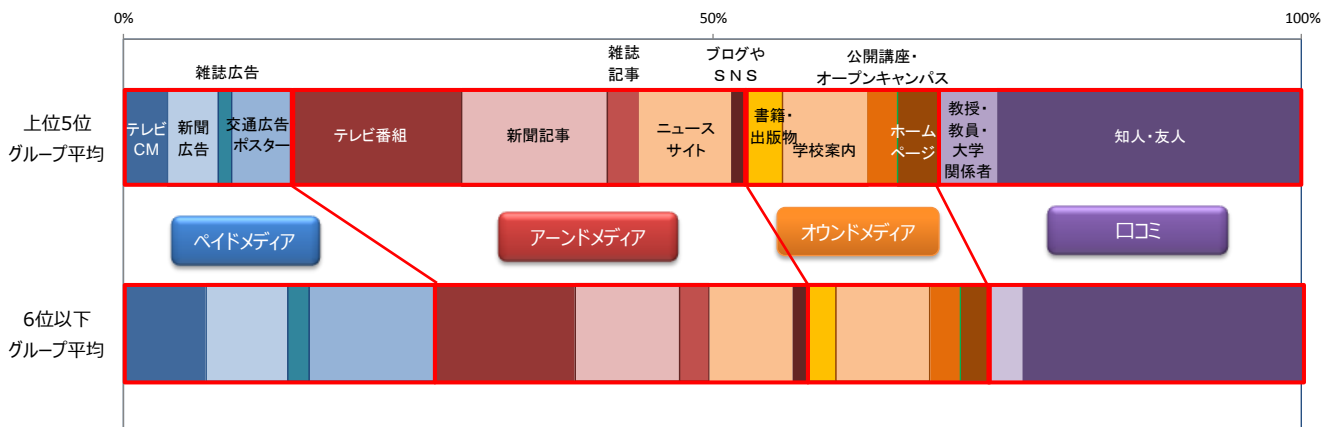 0%
50%
100%
雑誌広告
雑誌
記事
ブログや
SNS
公開講座・
オープンキャンパス
上位5位
グループ平均
テレビ
CM
新聞
広告
交通広告
ポスター
テレビ番組
新聞記事
ニュース
サイト
書籍・
出版物
学校案内
ホーム
ページ
教授・
教員・
大学
関係者
知人・友人
ペイドメディア
アーンドメディア
オウンドメディア
口コミ
6位以下
グループ平均